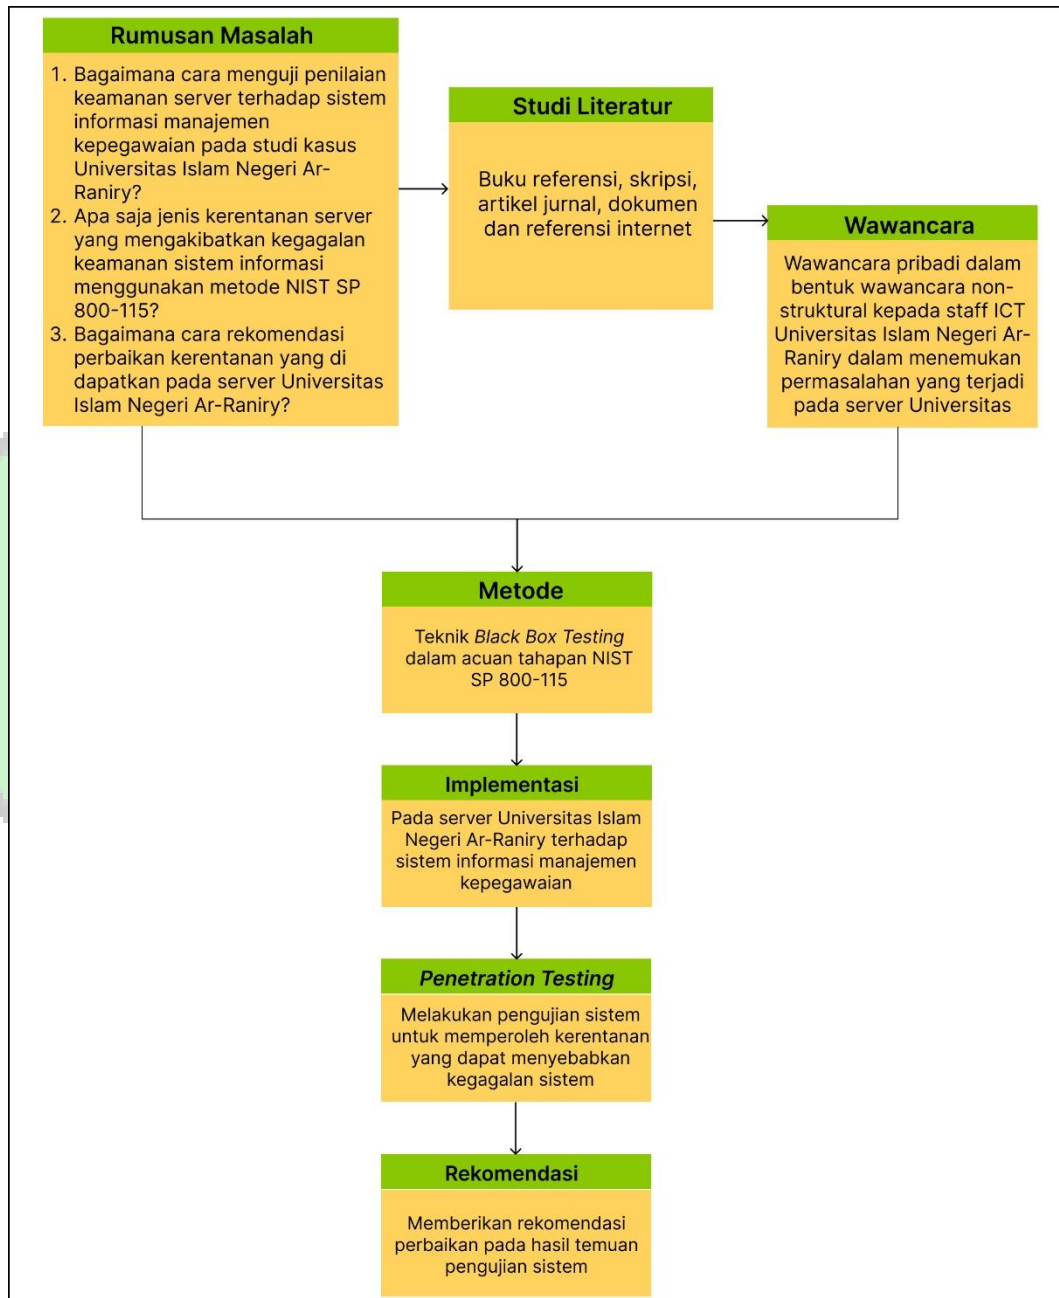 Rumusan Masalah
1. Bagaimana cara menguji penilaian
keamanan server terhadap sistem
informasi manajemen
kepegawaian pada studi kasus
Universitas Islam Negeri Ar-
Raniry?
2. Apa saja jenis kerentanan server
yang mengakibatkan kegagalan
keamanan sistem informasi
menggunakan metode NIST SP
800-115?
3. Bagaimana cara rekomendasi
perbaikan kerentanan yang di
dapatkan pada server Universitas
Islam Negeri Ar-Raniry?
Studi Literatur
Buku referensi, skripsi,
artikel jurnal, dokumen
dan referensi internet
Wawancara
Wawancara pribadi dalam
bentuk wawancara non-
struktural kepada staff ICT
Universitas Islam Negeri Ar-
Raniry dalam menemukan
permasalahan yang terjadi
pada server Universitas
Metode
Teknik Black Box Testing
dalam acuan tahapan NIST
SP 800-115
Implementasi
Pada server Universitas Islam
Negeri Ar-Raniry terhadap
sistem informasi manajemen
kepegawaian
Penetration Testing
Melakukan pengujian sistem
untuk memperoleh kerentanan
yang dapat menyebabkan
kegagalan sistem
Rekomendasi
Memberikan rekomendasi
perbaikan pada hasil temuan
pengujian sistem